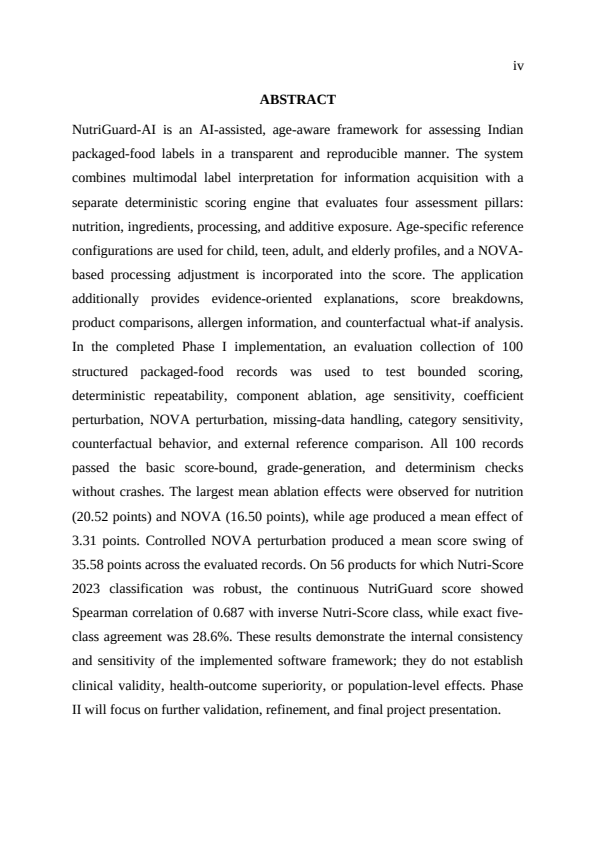 iv
ABSTRACT
NutriGuard-AI is an AI-assisted, age-aware framework for assessing Indian
packaged-food labels in a transparent and reproducible manner. The system
combines multimodal label interpretation for information acquisition with a
separate deterministic scoring engine that evaluates four assessment pillars:
nutrition, ingredients, processing, and additive exposure. Age-specific reference
configurations are used for child, teen, adult, and elderly profiles, and a NOVA-
based processing adjustment is incorporated into the score. The application
additionally provides evidence-oriented explanations, score breakdowns,
product comparisons, allergen information, and counterfactual what-if analysis.
In the completed Phase I implementation, an evaluation collection of 100
structured packaged-food records was used to test bounded scoring,
deterministic repeatability, component ablation, age sensitivity, coefficient
perturbation, NOVA perturbation, missing-data handling, category sensitivity,
counterfactual behavior, and external reference comparison. All 100 records
passed the basic score-bound, grade-generation, and determinism checks
without crashes. The largest mean ablation effects were observed for nutrition
(20.52 points) and NOVA (16.50 points), while age produced a mean effect of
3.31 points. Controlled NOVA perturbation produced a mean score swing of
35.58 points across the evaluated records. On 56 products for which Nutri-Score
2023 classification was robust, the continuous NutriGuard score showed
Spearman correlation of 0.687 with inverse Nutri-Score class, while exact five-
class agreement was 28.6%. These results demonstrate the internal consistency
and sensitivity of the implemented software framework; they do not establish
clinical validity, health-outcome superiority, or population-level effects. Phase
II will focus on further validation, refinement, and final project presentation.